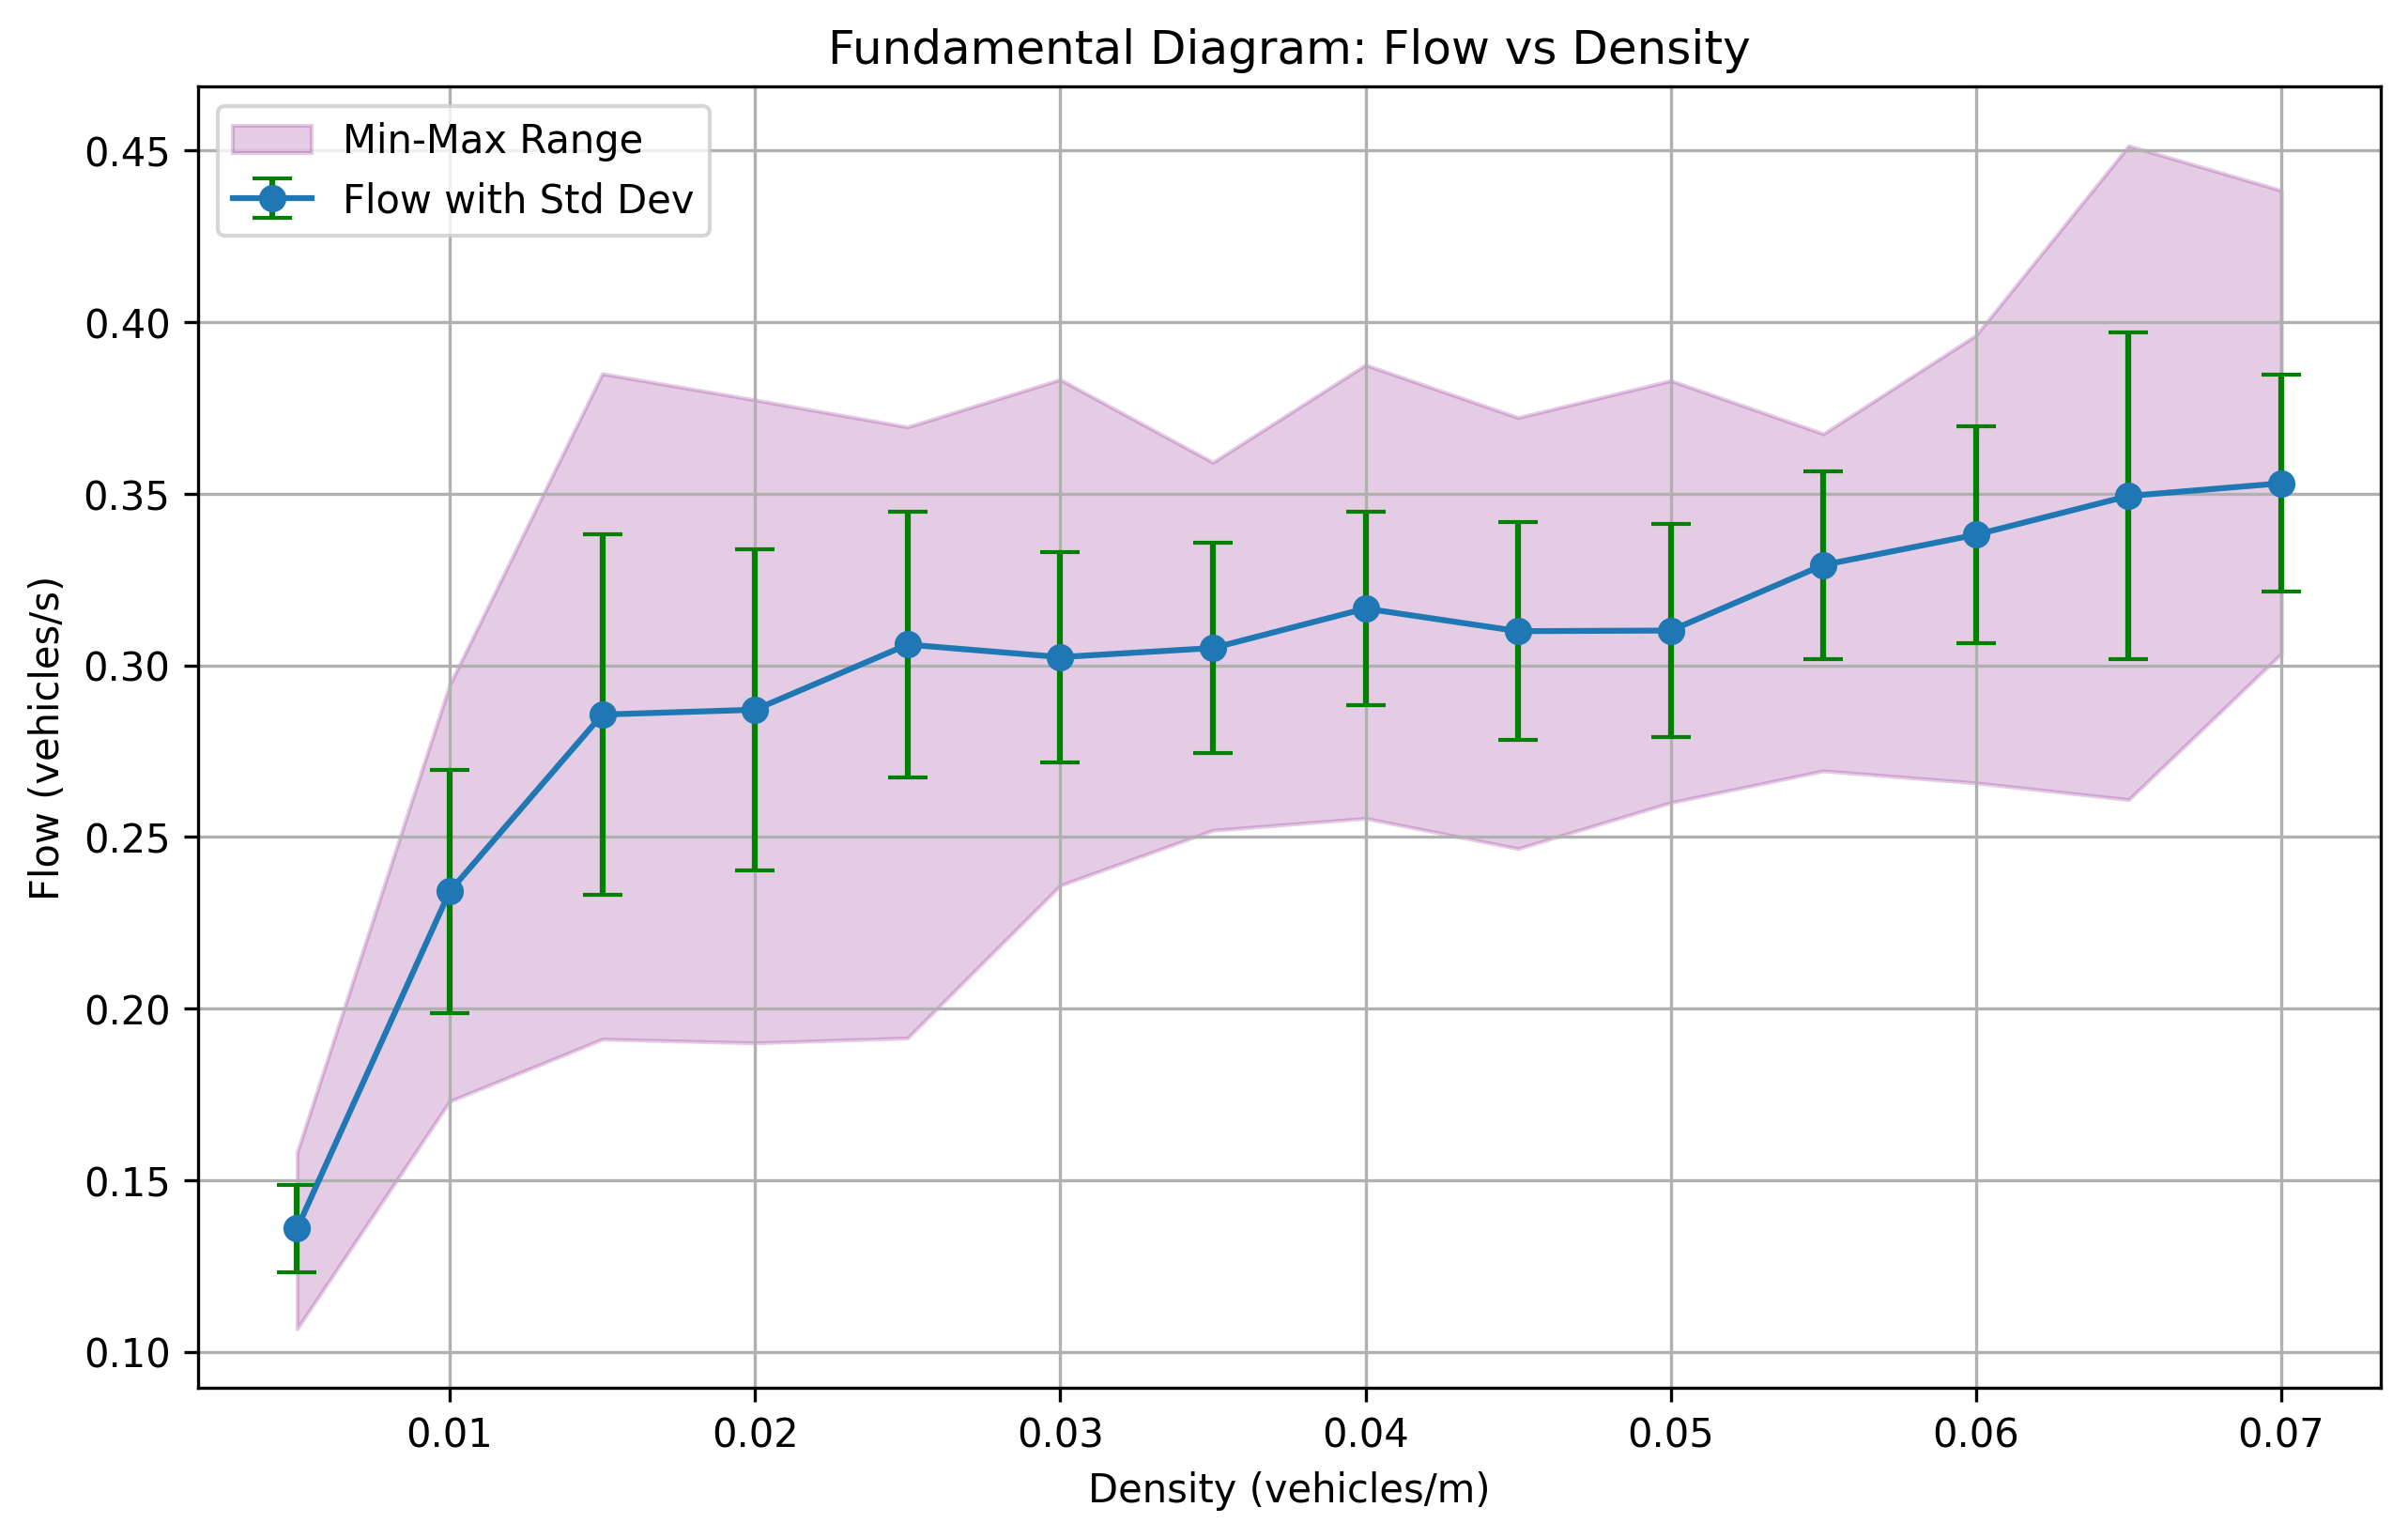 Fundamental Diagram: Flow vs Density
Min-Max Range
Flow with Std Dev
0.45
0.40
0.35
0.30
0.25
0.20
0.15
0.10
Flow (vehicles/s)
0.01 0.02 0.03 0.04 0.05 0.06 0.07
Density (vehicles/m)